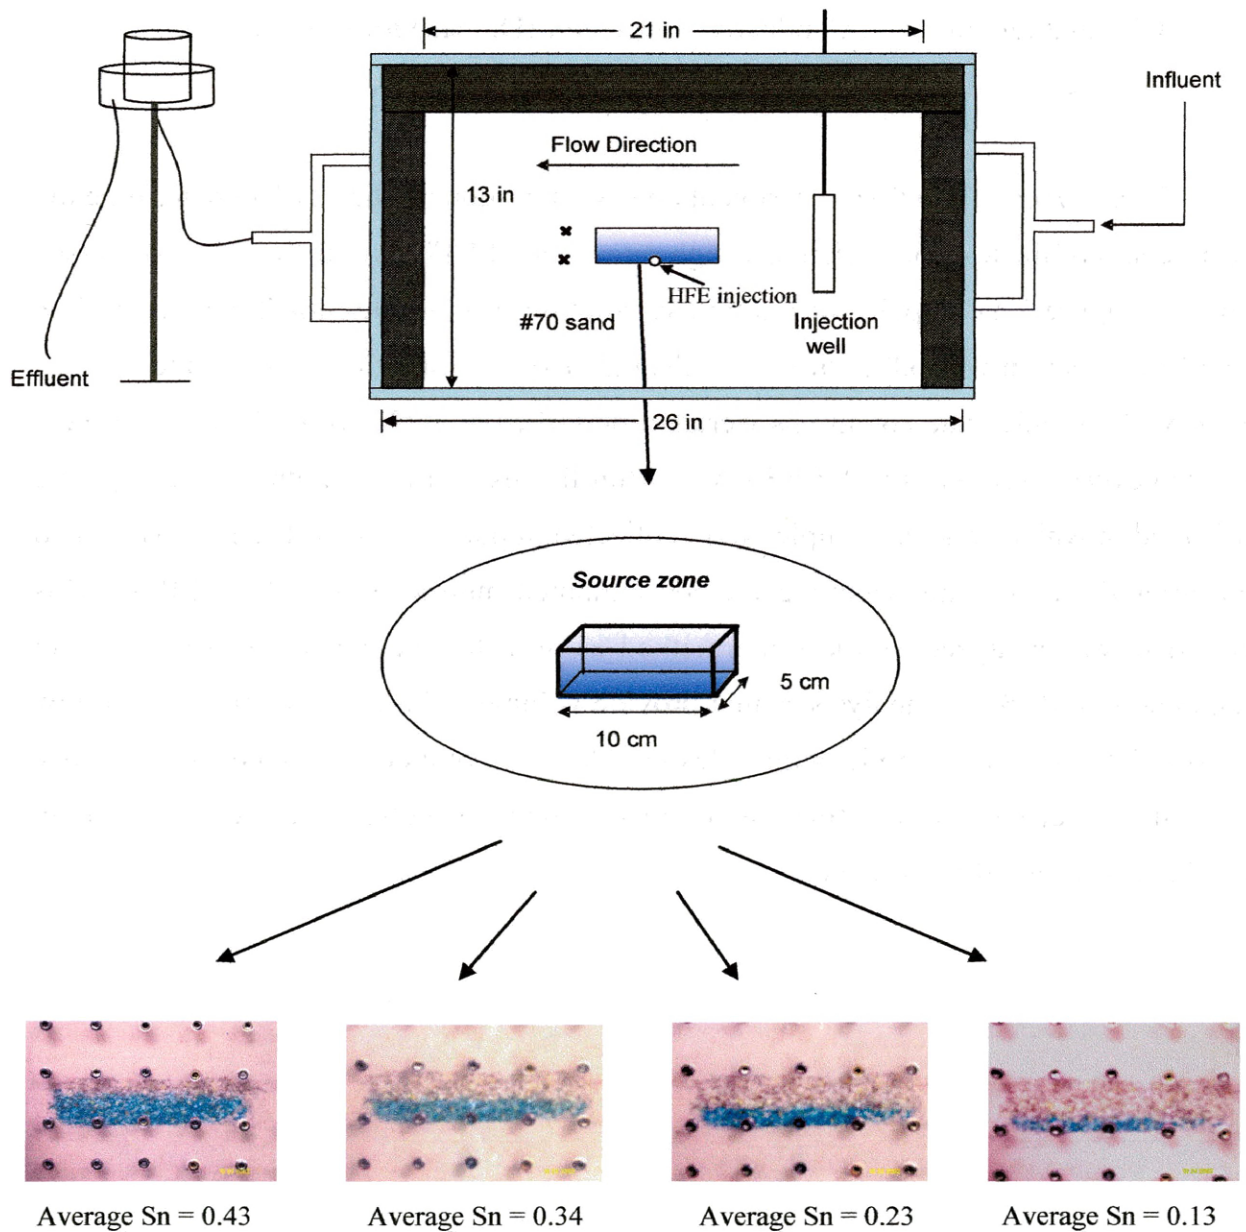 21 in
Influent
Flow Direction
13 in
HFE injection
#70 sand
Injection
well
Effluent
26 in
Source zone
5 cm
10 cm
Average Sn = 0.43
Average Sn = 0.34
Average Sn = 0.23
Average Sn = 0.13